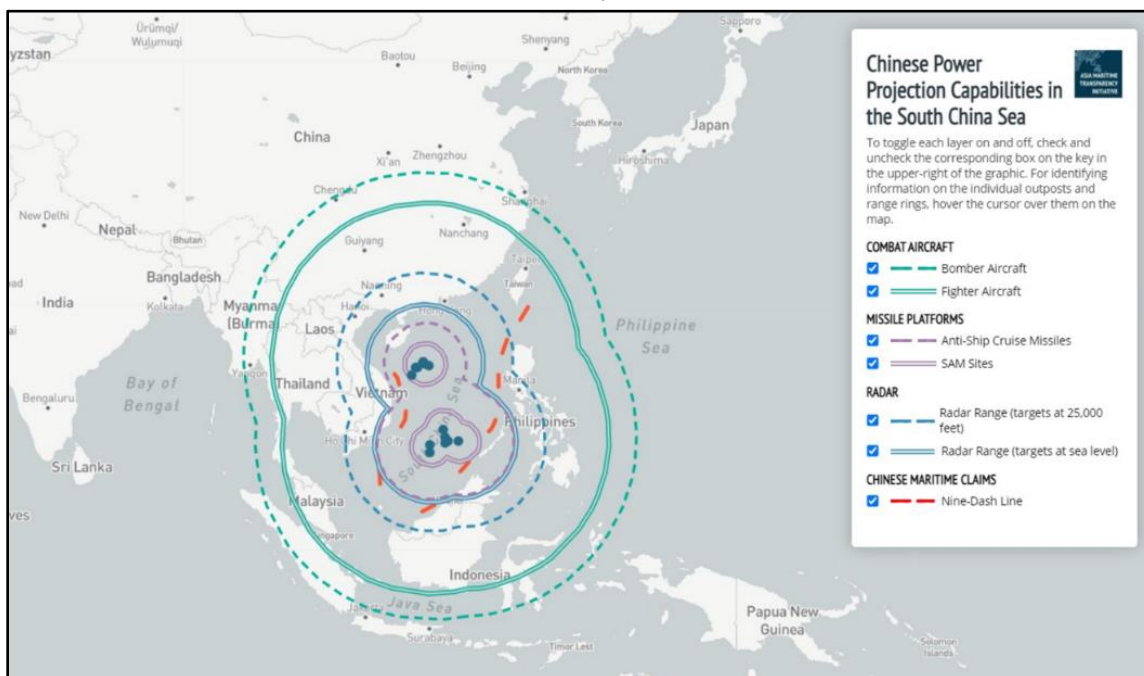 Ürümqi/
Wulumuqi
Sapporo
Shenyang
Baotou
Beijing
North Korea
South Korea
Japan
Hiroshima
China
Xi'an
Zhengzhou
Chengdu
Shanghai
New Delhi
Nepal
Bhutan
Guiyang
Nanchang
Taipei
Taiwan
Bangladesh
Kolkata
India
Myanmar
(Burma)
Nanning
Hanoi
Laos
Philippine
Sea
Yangon
Thailand
Vietnam
Manila
Philippines
Bay of
Bengal
Bengaluru
Ho Chi Minh City
South China Sea
Sri Lanka
Malaysia
Singapore
Indonesia
Java Sea
Jakarta
Surabaya
Timor Lest
Papua New
Guinea
Solomon
Islands
Chinese Power
Projection Capabilities in
the South China Sea
ASIA MARITIME
TRANSPARENCY
INITIATIVE
To toggle each layer on and off, check and
uncheck the corresponding box on the key in
the upper-right of the graphic. For identifying
information on the individual outposts and
range rings, hover the cursor over them on the
map.
COMBAT AIRCRAFT
Bomber Aircraft
Fighter Aircraft
MISSILE PLATFORMS
Anti-Ship Cruise Missiles
SAM Sites
RADAR
Radar Range (targets at 25,000
feet)
Radar Range (targets at sea level)
CHINESE MARITIME CLAIMS
Nine-Dash Line